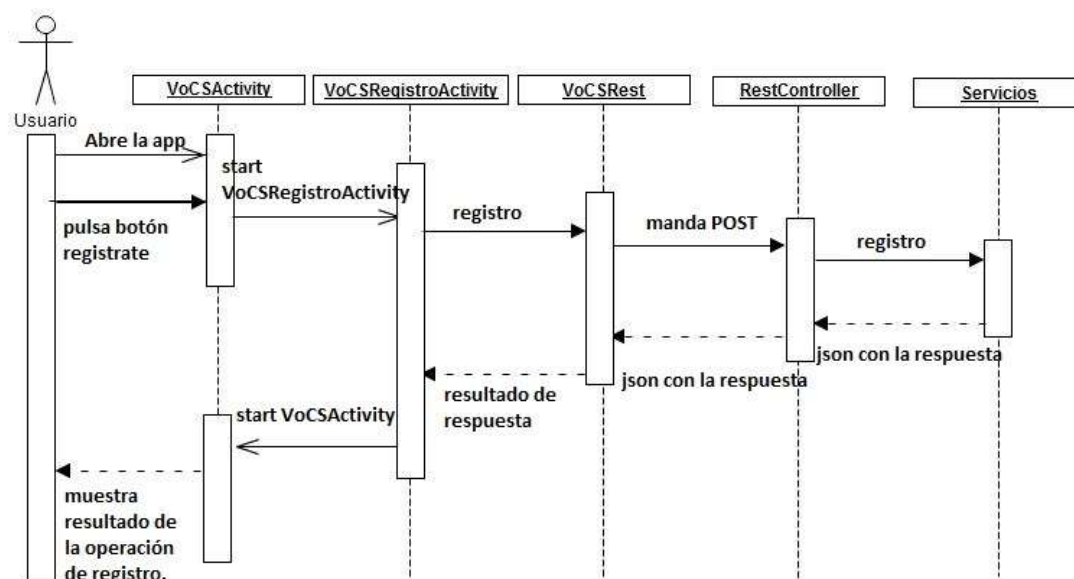 VoCSActivity
VoCSRegistroActivity
VoCSRest
RestController
Servicios
Usuario
Abre la app
start
VoCSRegistroActivity
pulsa botón
registrate
registro
manda POST
registro
json con la respuesta
json con la respuesta
resultado de
respuesta
start VoCSActivity
muestra
resultado de
la operación
de registro.